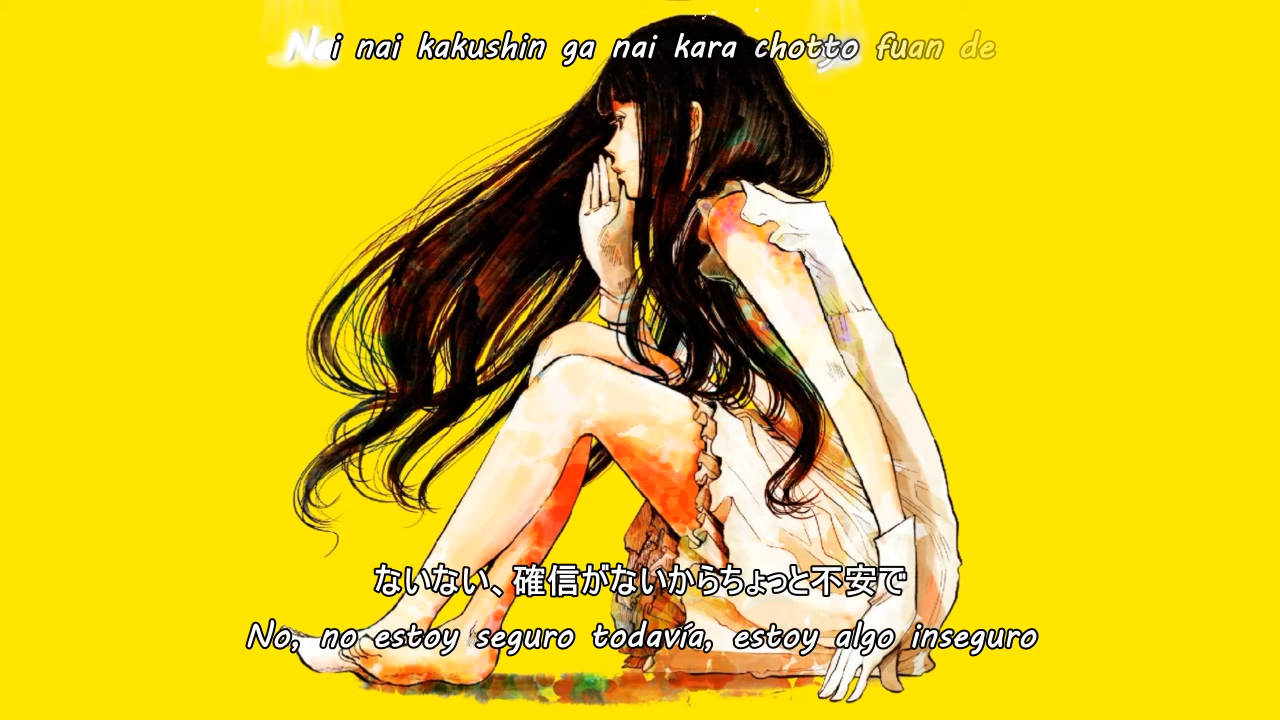 Nai nai kakushin ga nai kara chotto fuan de
ないない、確信がないからちょっと不安で
No, no estoy seguro todavía, estoy algo inseguro